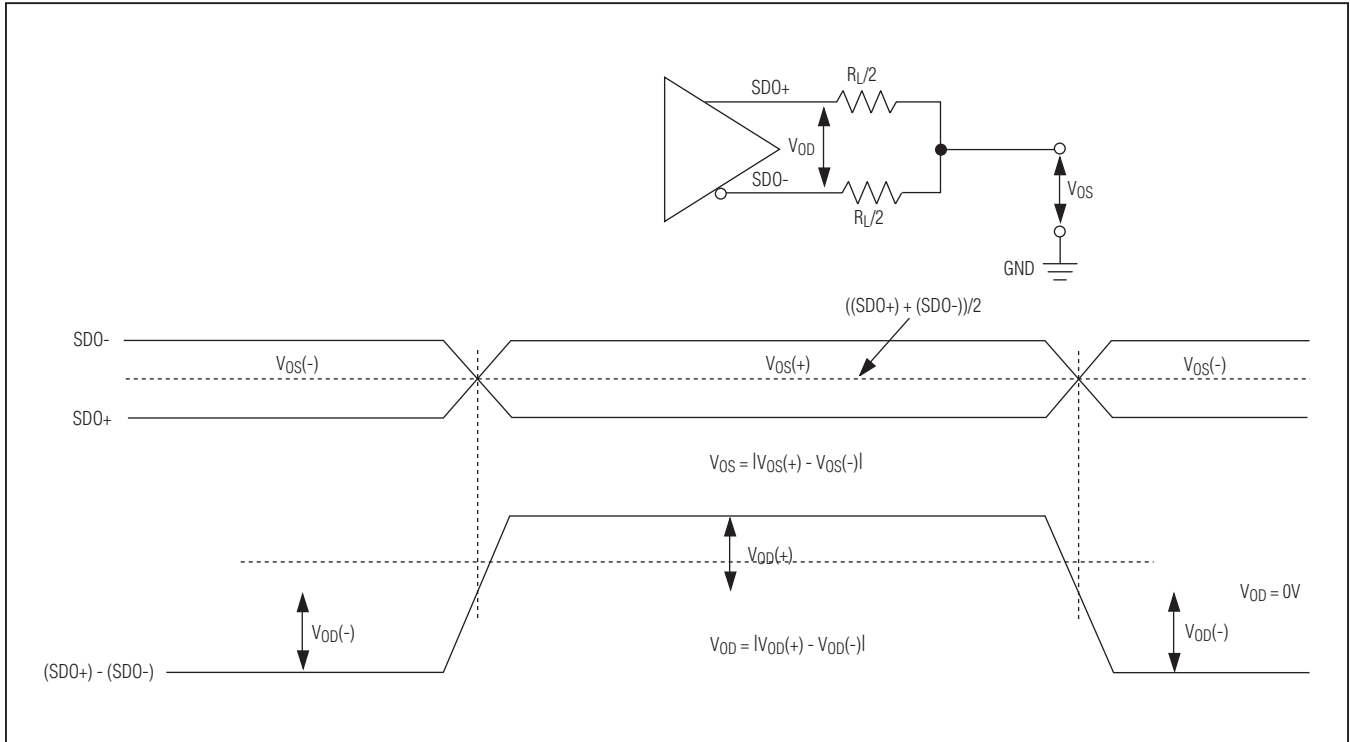 R_L/2
SDO+
V_OD
SDO-
R_L/2
V_OS
GND
((SDO+) + (SDO-))/2
SDO-
V_OS(-)
V_OS(+)
V_OS(-)
SDO+
V_OS = |V_OS(+) - V_OS(-)|
V_OD(+)
V_OD = 0V
V_OD(-)
V_OD(-)
V_OD = |V_OD(+) - V_OD(-)|
(SDO+) - (SDO-)